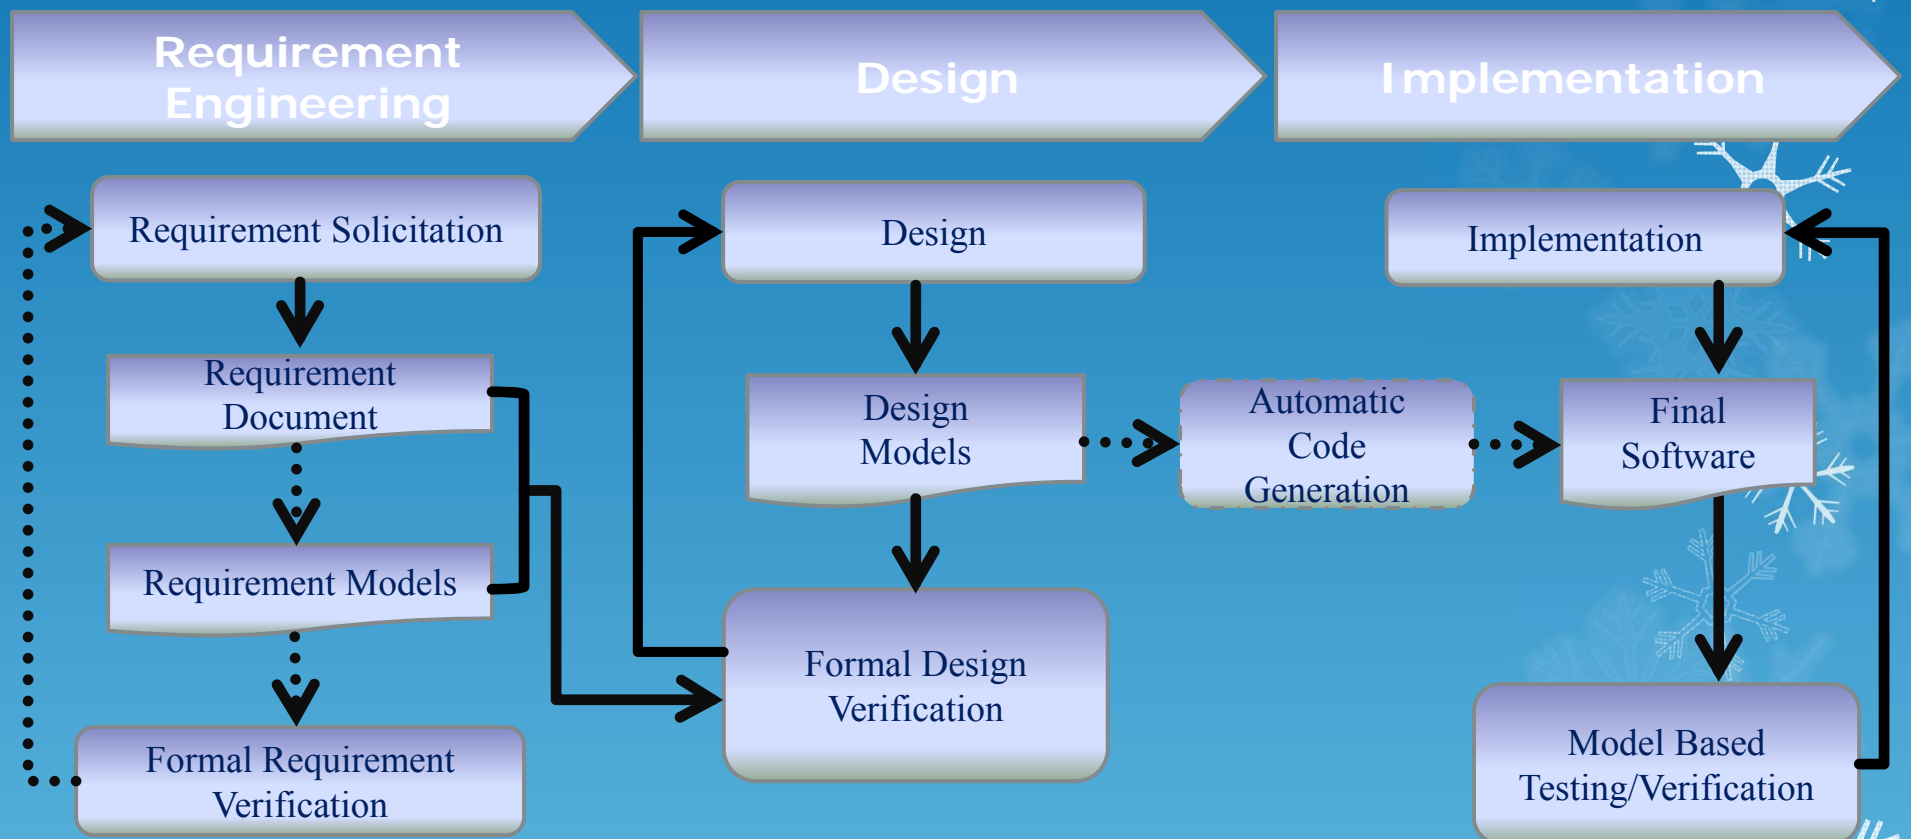 Requirement
Engineering
Design
Implementation
Requirement Solicitation
Requirement
Document
Requirement Models
Formal Requirement
Verification
Design
Design
Models
Formal Design
Verification
Automatic
Code
Generation
Implementation
Final
Software
Model Based
Testing/Verification